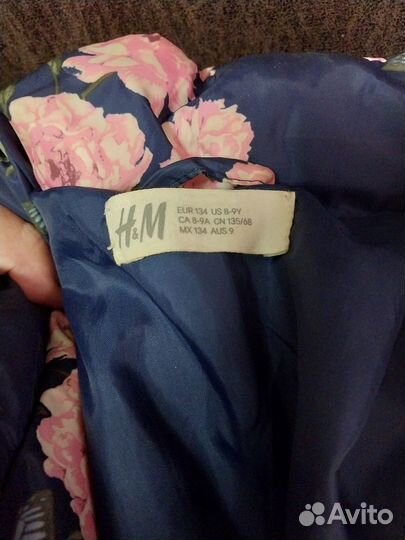 H&M
EUR 134 US 8-9Y
CA 8-9A CN 135/68
MX 134 AUS 9
Avito